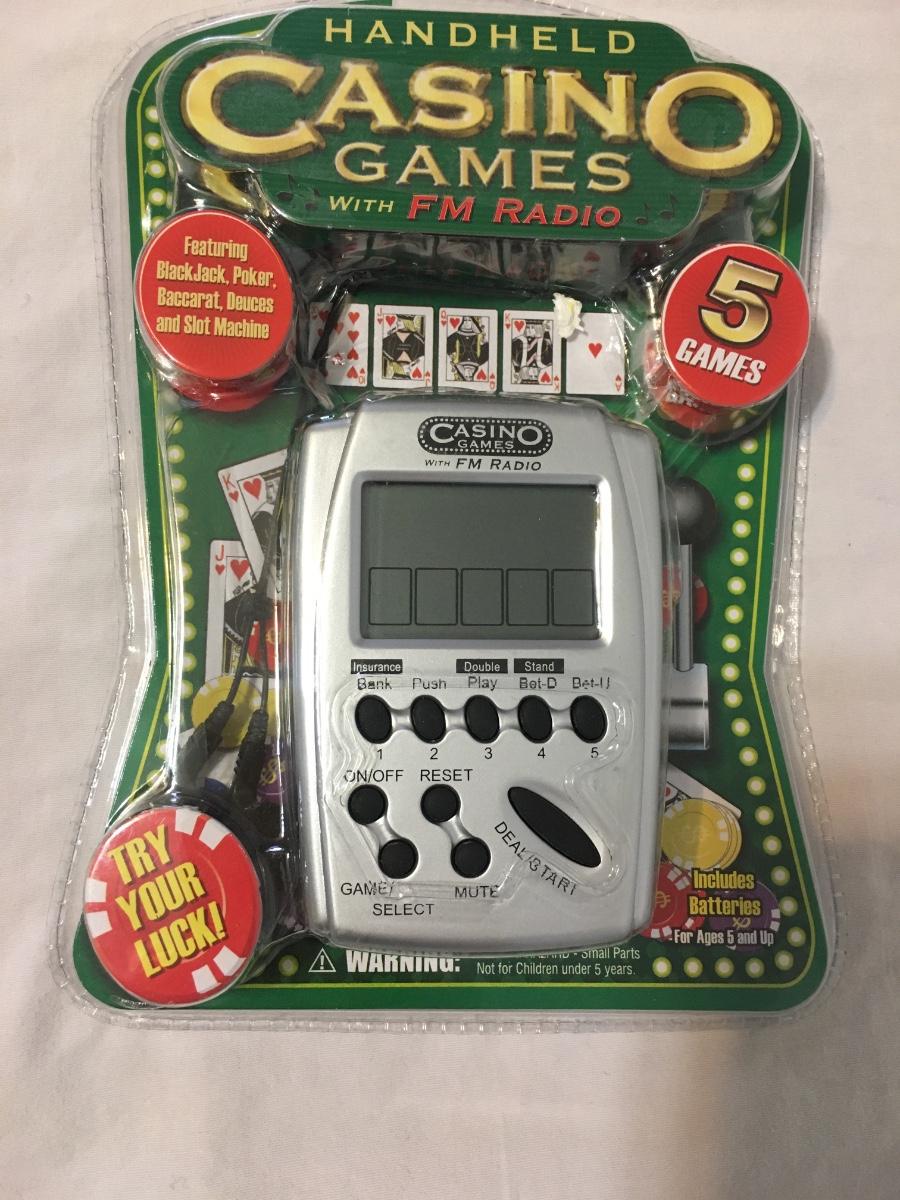 HANDHELD
CASINO
GAMES
WITH FM RADIO
Featuring
BlackJack, Poker,
Baccarat, Deuces
and Slot Machine
5
GAMES
J
Q
K
A
K
J
CASINO
GAMES
WITH FM RADIO
Insurance Double Stand
Bank Push Play Bet-D Bet-U
1 2 3 4 5
ON/OFF RESET
DEAL/START
GAME/
SELECT
MUTE
TRY
YOUR
LUCK!
Includes
Batteries
For Ages 5 and Up
WARNING:
HAZARD - Small Parts
Not for Children under 5 years.